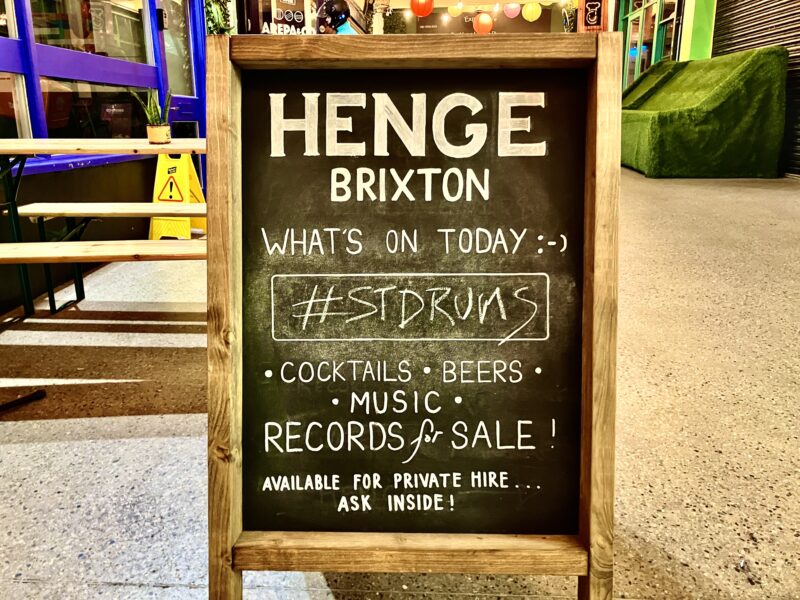 HENGE
BRIXTON
WHAT'S ON TODAY :-)
#STDRUMS
• COCKTAILS • BEERS •
• MUSIC •
RECORDS for SALE !
AVAILABLE FOR PRIVATE HIRE...
ASK INSIDE !